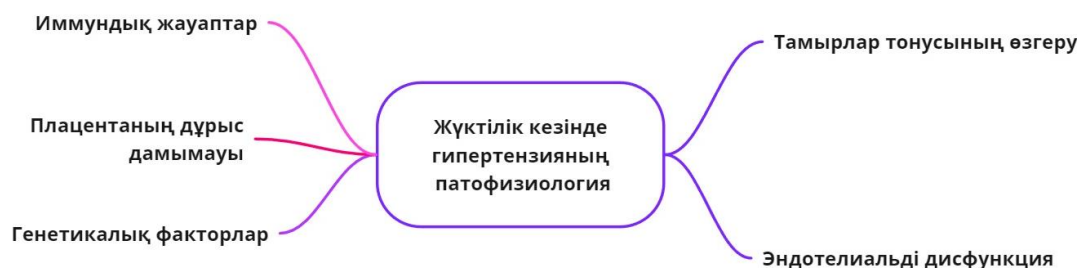 Иммундық жауаптар
Плацентаның дұрыс
дамымауы
Генетикалық факторлар
Жүктілік кезінде
гипертензияның
патофизиология
Тамырлар тонусының өзгеру
Эндотелиальді дисфункция